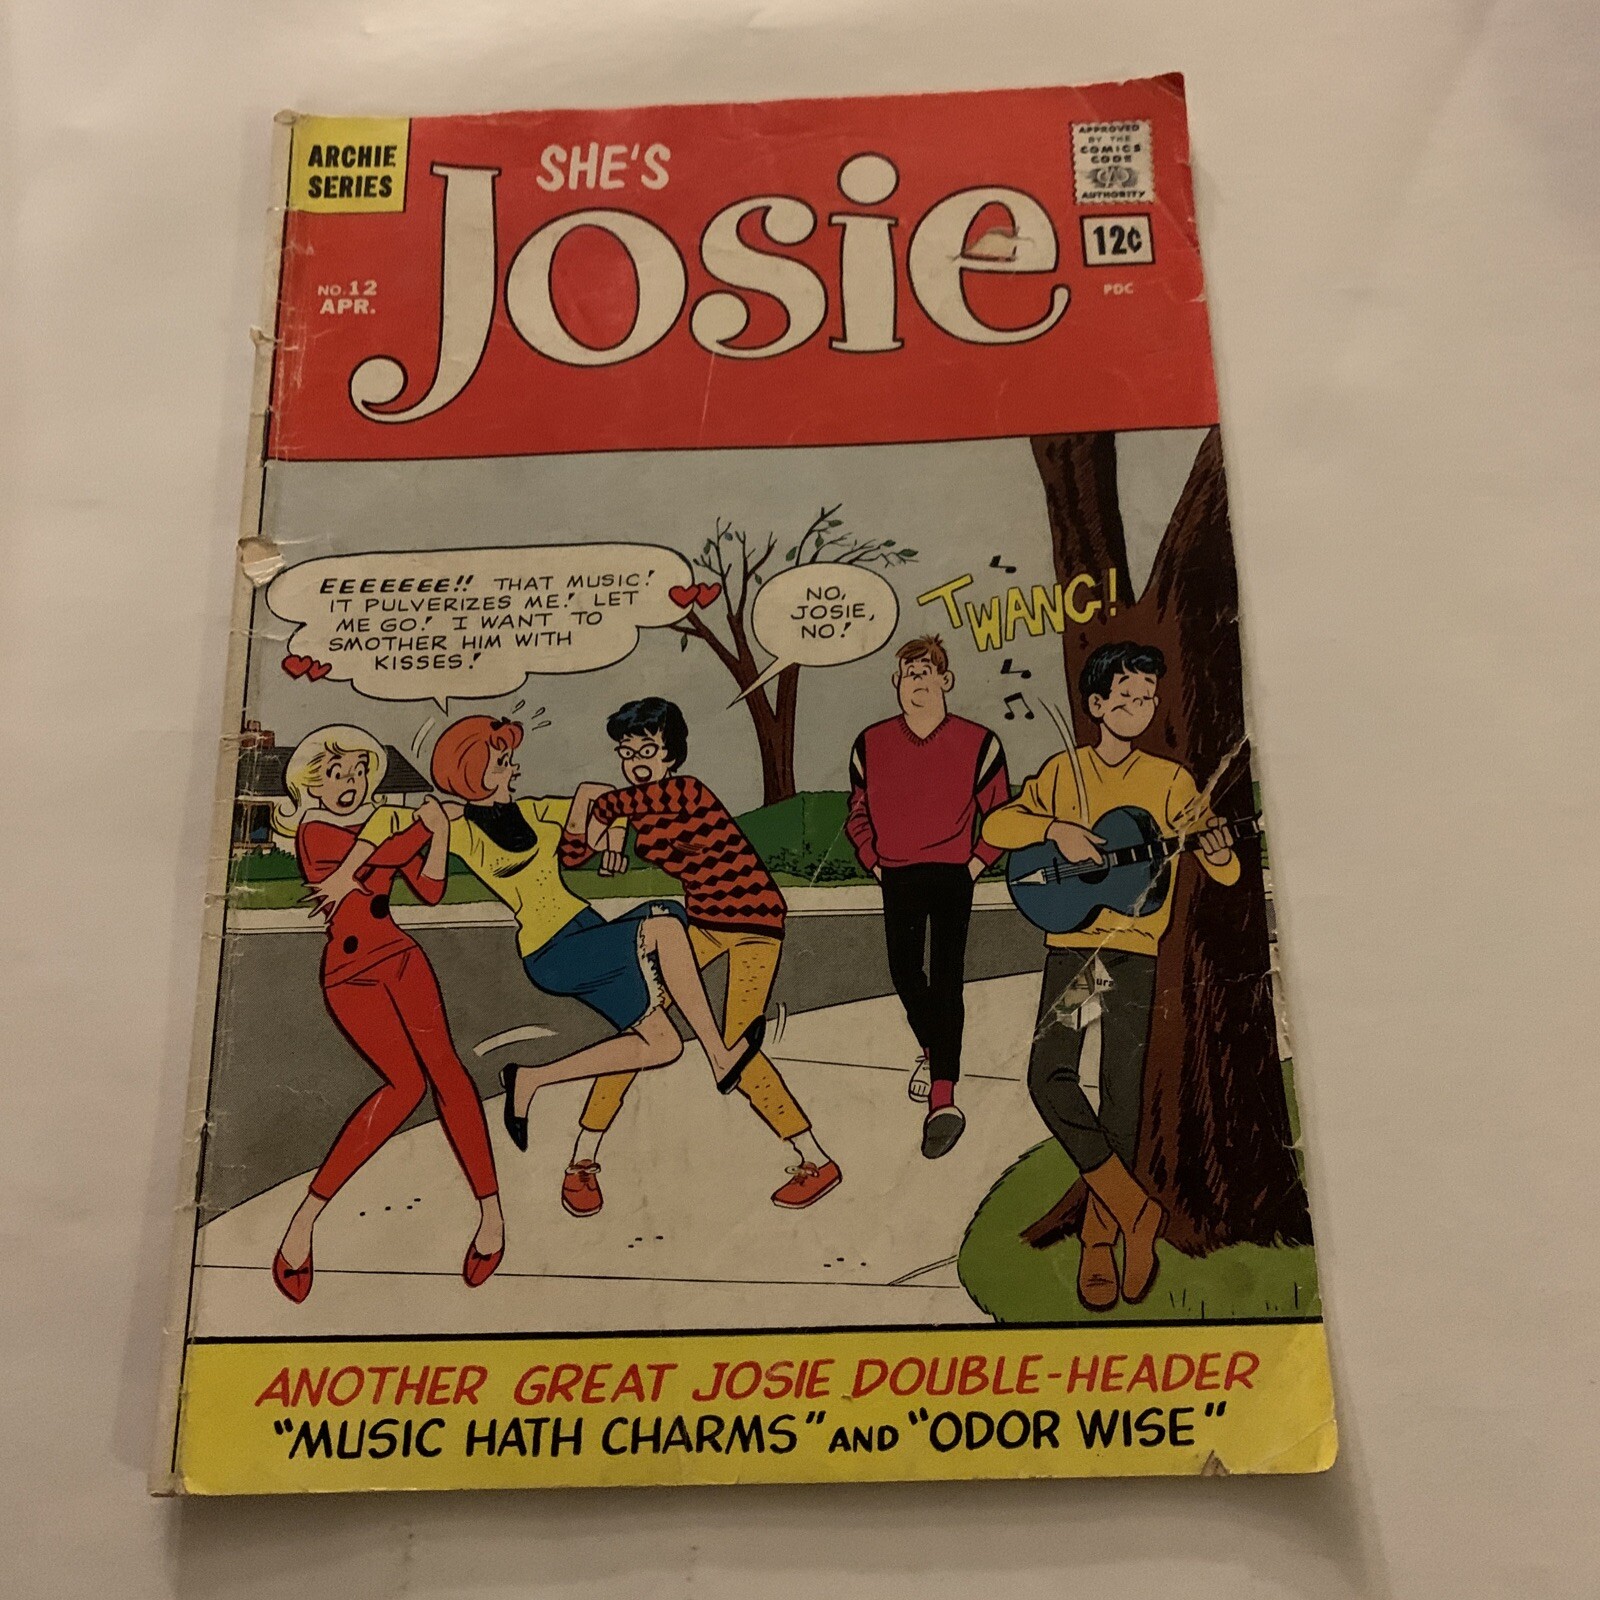 ARCHIE
SERIES
SHE'S
Josie
APPROVED
BY THE
COMICS
CODE
AUTHORITY
12¢
PDC
NO.12
APR.
EEEEEEE!! THAT MUSIC!
IT PULVERIZES ME! LET
ME GO! I WANT TO
SMOTHER HIM WITH
KISSES!
NO,
JOSIE,
NO!
TWANG!
ura
ANOTHER GREAT JOSIE DOUBLE-HEADER
"MUSIC HATH CHARMS" AND "ODOR WISE"